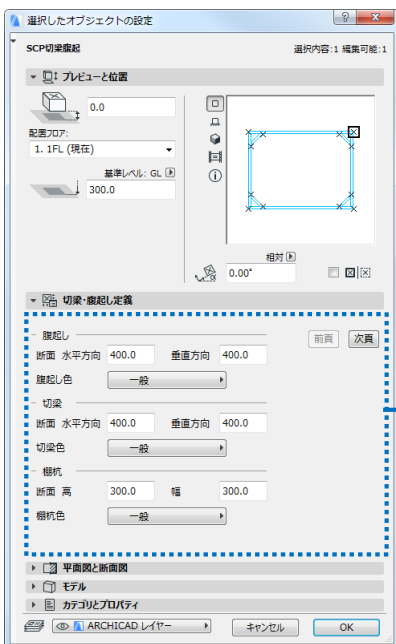 選択したオブジェクトの設定
SCP切梁腹起
選択内容:1 編集可能:1
プレビューと位置
0.0
配置フロア:
1. 1FL (現在)
基準レベル: GL
300.0
相対
0.00°
切梁・腹起し定義
腹起し
前頁 次頁
断面 水平方向 400.0 垂直方向 400.0
腹起し色 一般
切梁
断面 水平方向 400.0 垂直方向 400.0
切梁色 一般
棚杭
断面 高 300.0 幅 300.0
棚杭色 一般
平面図と断面図
モデル
カテゴリとプロパティ
ARCHICAD レイヤー
キャンセル OK